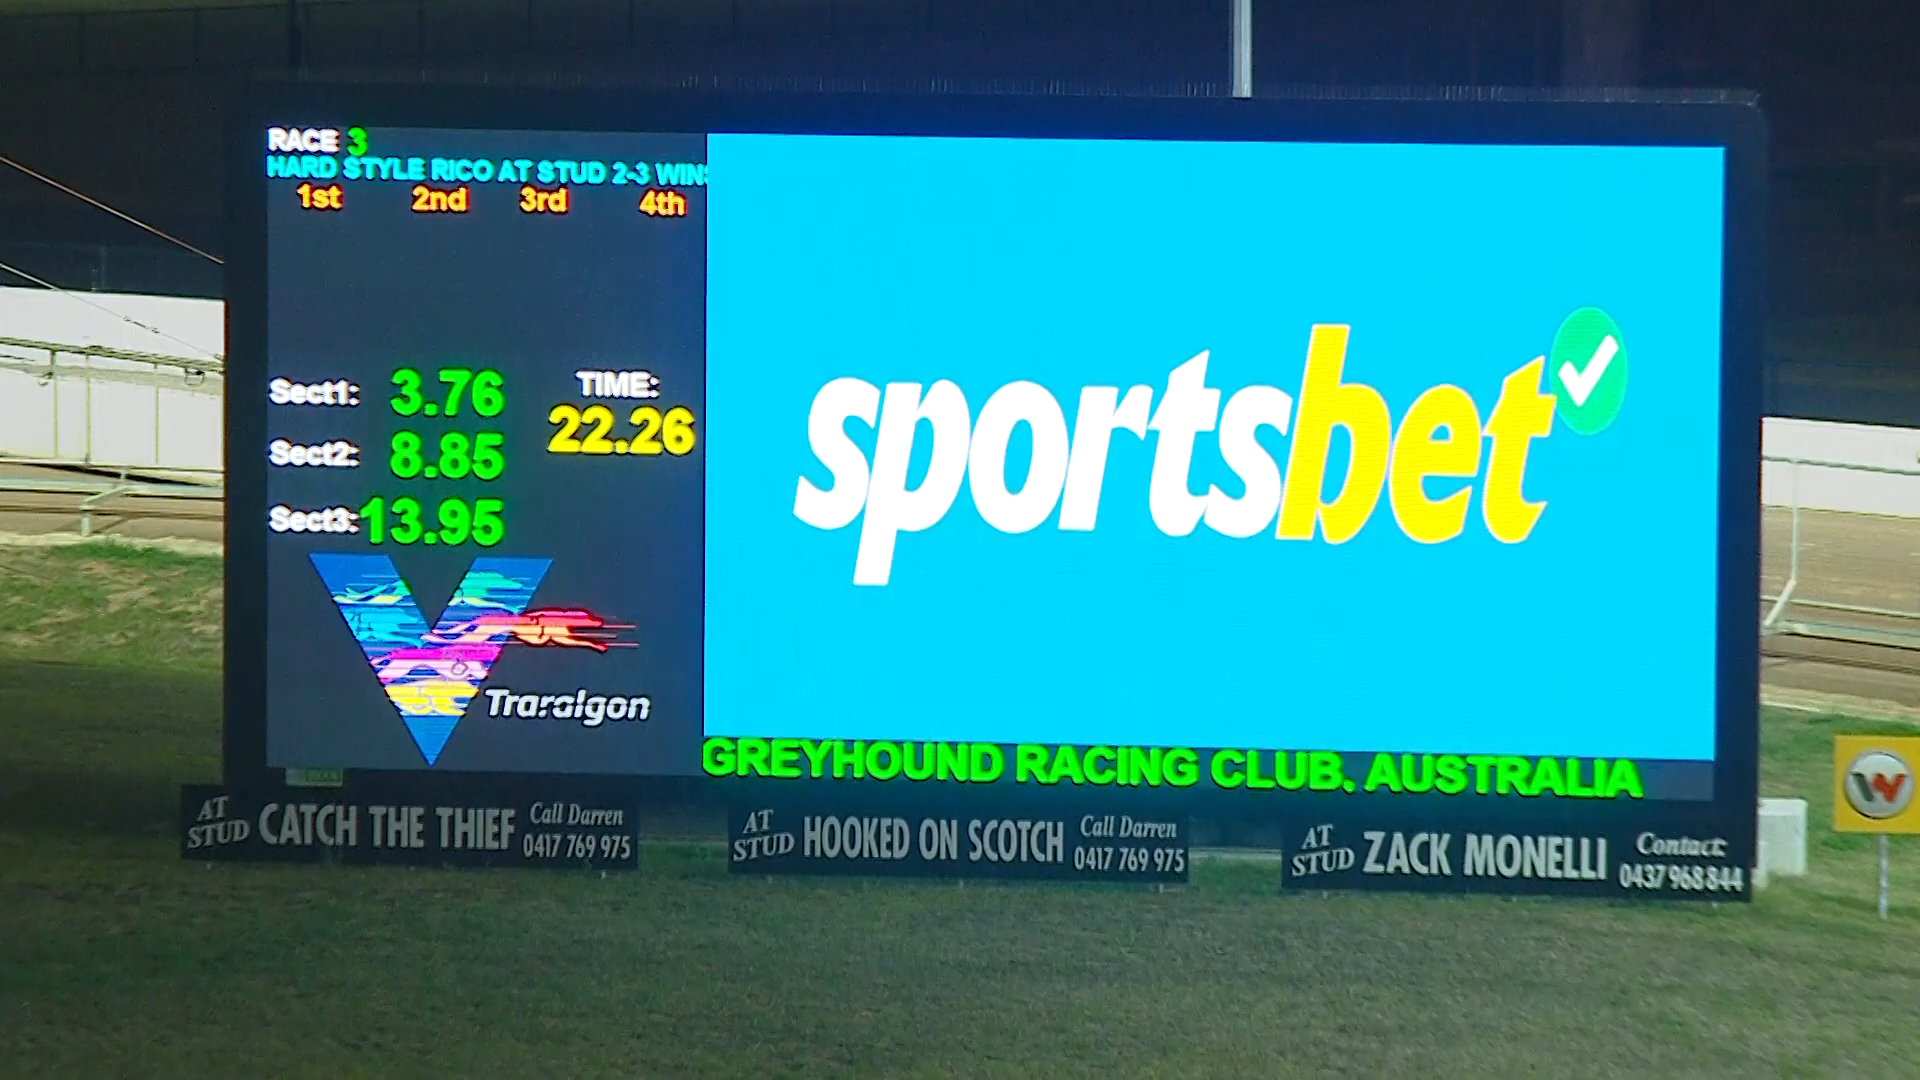 RACE 3
HARD STYLE RICO AT STUD 2-3 WINS
1st 2nd 3rd 4th
Sect1: 3.76
TIME:
22.26
Sect2: 8.85
Sect3: 13.95
Traralgon
sportsbet
GREYHOUND RACING CLUB. AUSTRALIA
AT STUD CATCH THE THIEF Call Darren 0417 769 975
AT STUD HOOKED ON SCOTCH Call Darren 0417 769 975
AT STUD ZACK MONELLI Contact: 0437 968 844
W